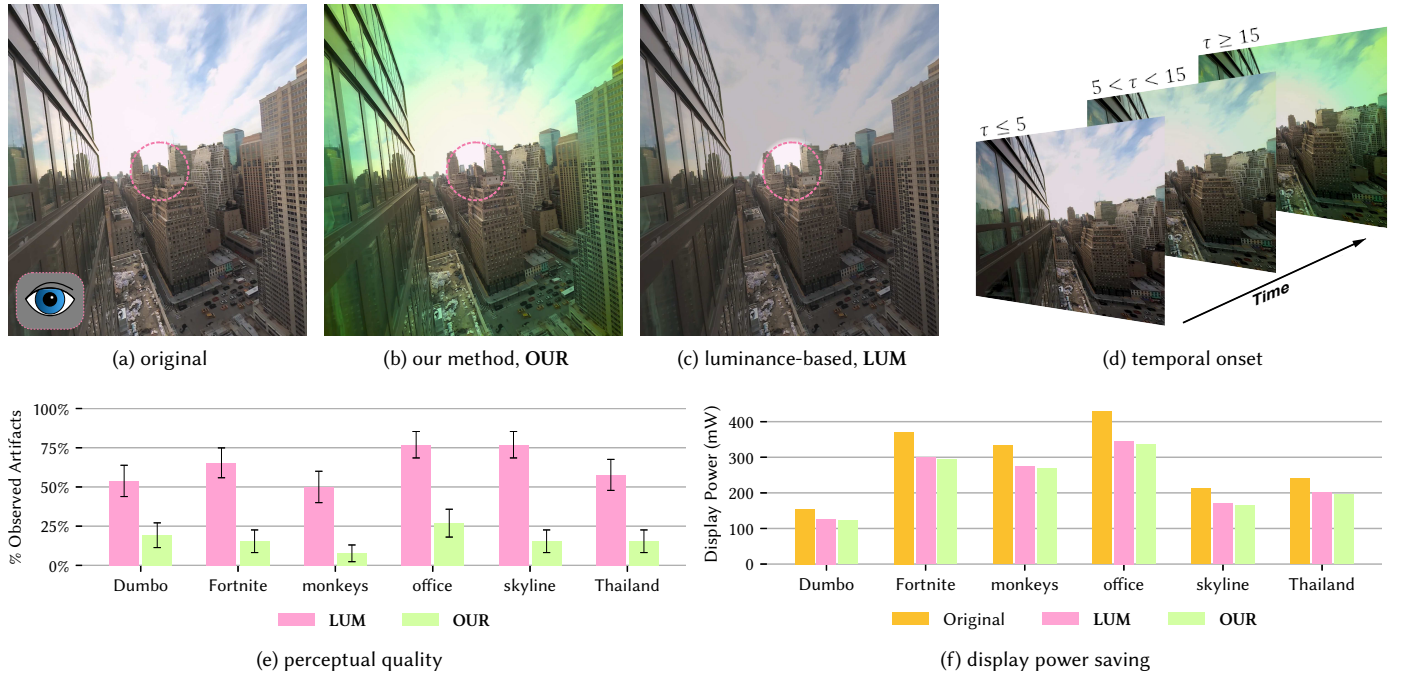 τ ≥ 15
5 < τ < 15
τ ≤ 5
Time
(a) original
(b) our method, OUR
(c) luminance-based, LUM
(d) temporal onset
% Observed Artifacts
100%
75%
50%
25%
0%
Dumbo
Fortnite
monkeys
office
skyline
Thailand
LUM
OUR
(e) perceptual quality
Display Power (mW)
400
300
200
100
0
Dumbo
Fortnite
monkeys
office
skyline
Thailand
Original
LUM
OUR
(f) display power saving